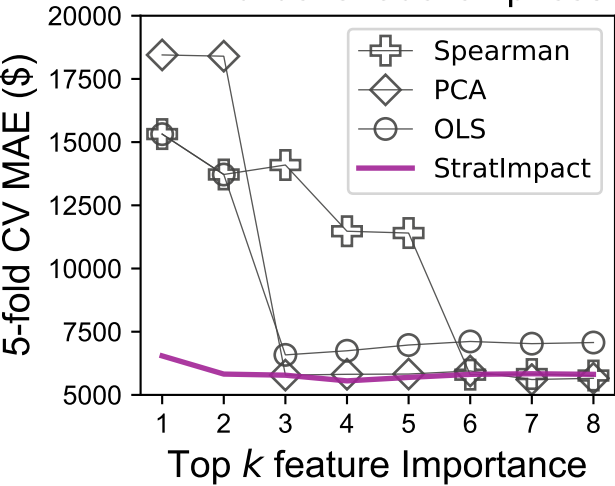 20000
17500
15000
12500
10000
7500
5000
5-fold CV MAE ($)
Spearman
PCA
OLS
StratImpact
1 2 3 4 5 6 7 8
Top k feature Importance